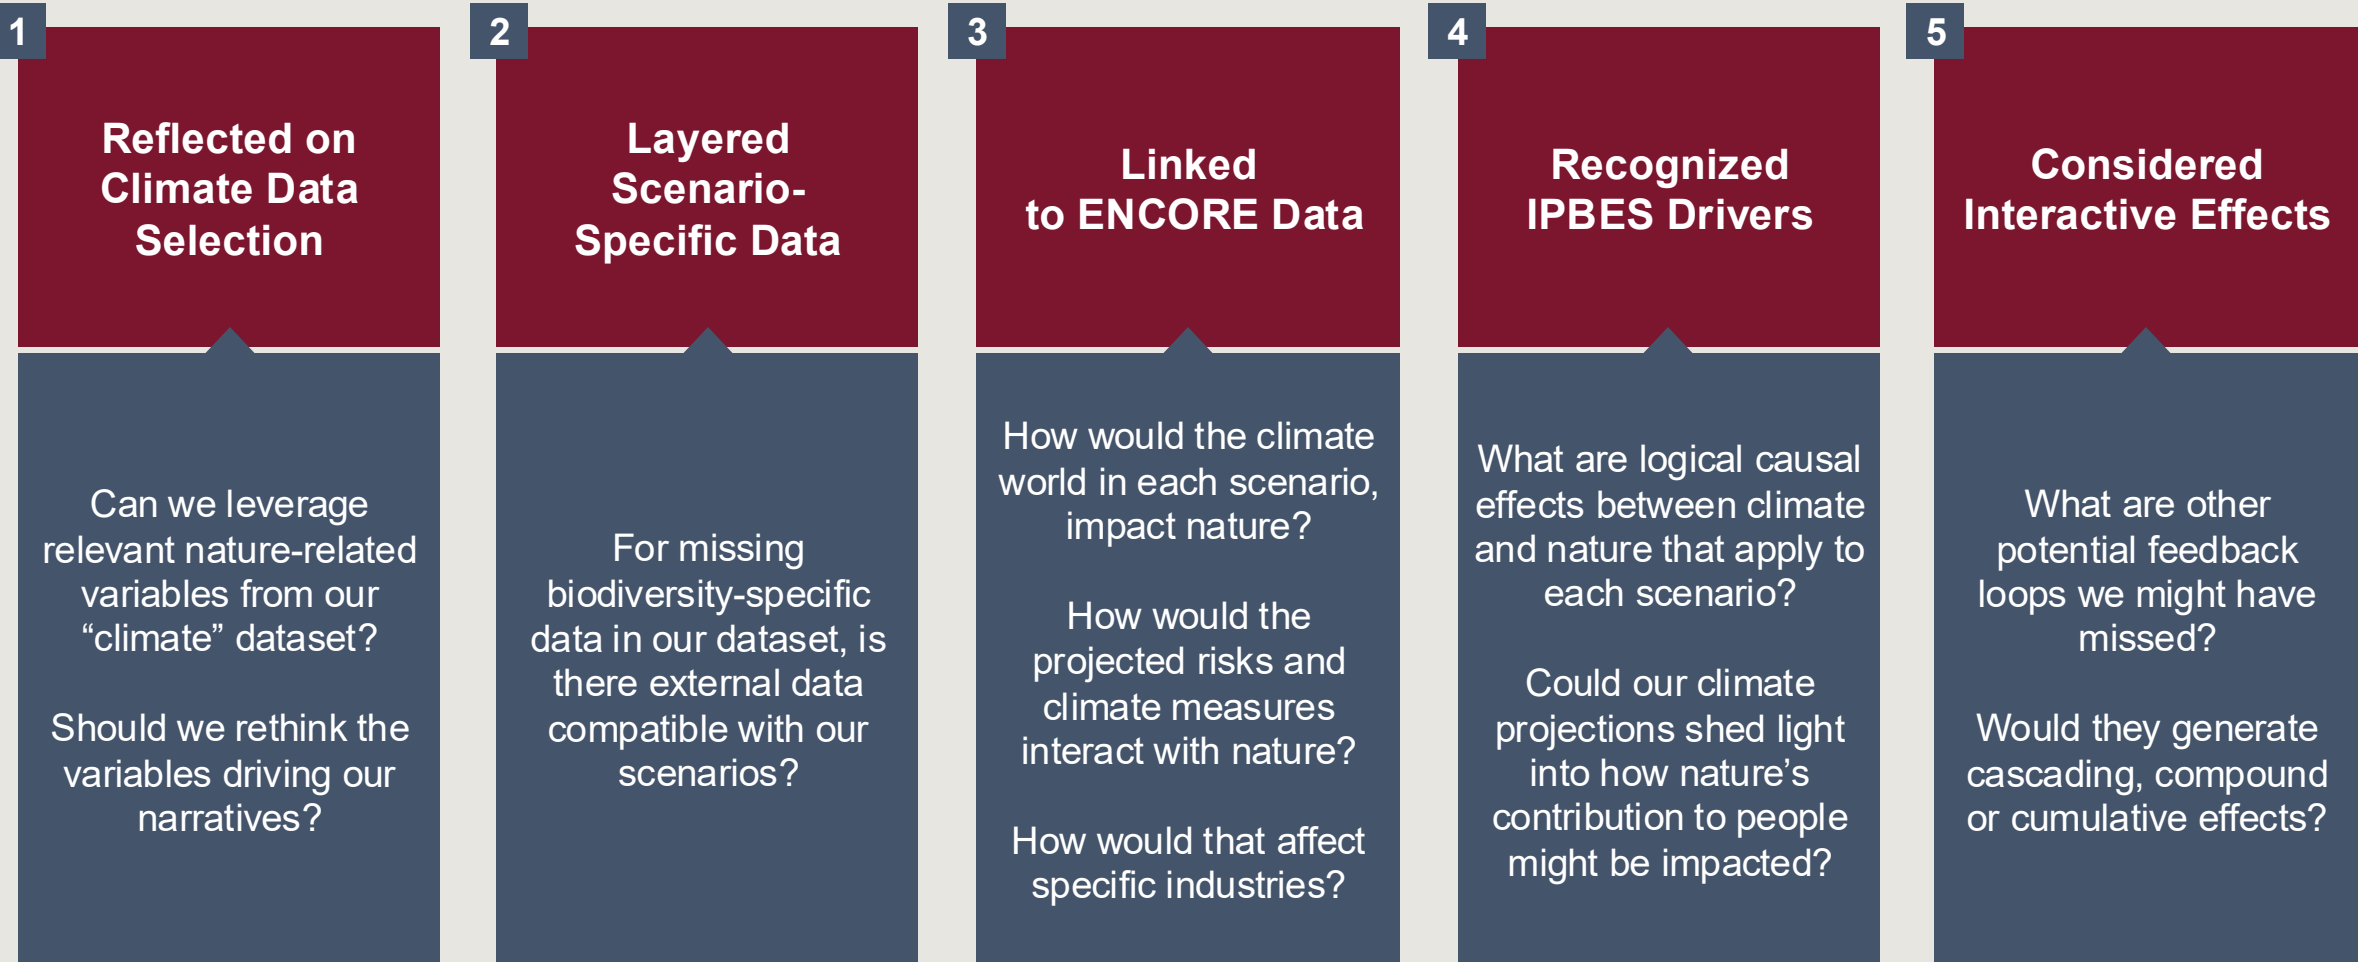 1
Reflected on
Climate Data
Selection
Can we leverage
relevant nature-related
variables from our
“climate” dataset?
Should we rethink the
variables driving our
narratives?
2
Layered
Scenario-
Specific Data
For missing
biodiversity-specific
data in our dataset, is
there external data
compatible with our
scenarios?
3
Linked
to ENCORE Data
How would the climate
world in each scenario,
impact nature?
How would the
projected risks and
climate measures
interact with nature?
How would that affect
specific industries?
4
Recognized
IPBES Drivers
What are logical causal
effects between climate
and nature that apply to
each scenario?
Could our climate
projections shed light
into how nature’s
contribution to people
might be impacted?
5
Considered
Interactive Effects
What are other
potential feedback
loops we might have
missed?
Would they generate
cascading, compound
or cumulative effects?